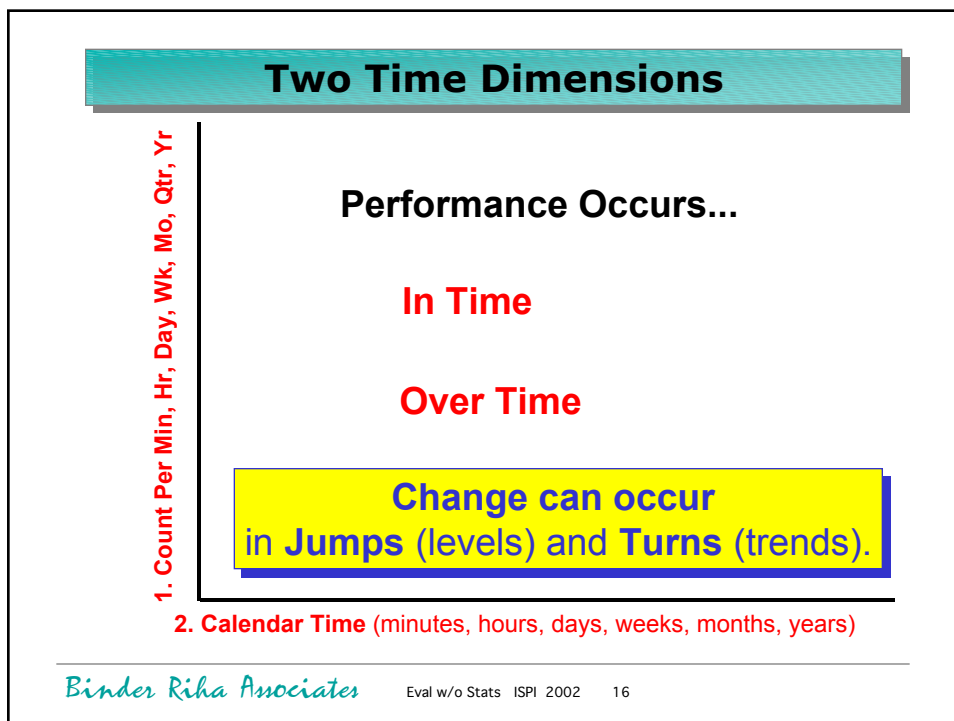 Two Time Dimensions
1. Count Per Min, Hr, Day, Wk, Mo, Qtr, Yr
Performance Occurs...
In Time
Over Time
Change can occur
in Jumps (levels) and Turns (trends).
2. Calendar Time (minutes, hours, days, weeks, months, years)
Binder Riha Associates Eval w/o Stats ISPI 2002 16